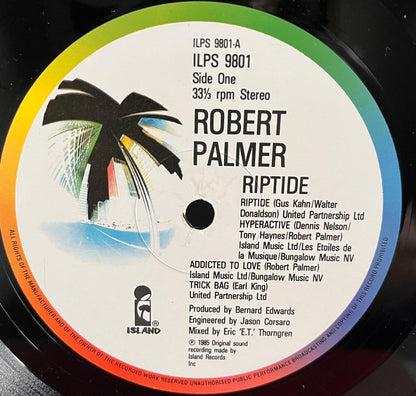 ILPS 9801-A
ILPS 9801
Side One
33⅓ rpm Stereo
ROBERT
PALMER
RIPTIDE
RIPTIDE (Gus Kahn/Walter
Donaldson) United Partnership Ltd
HYPERACTIVE (Dennis Nelson/
Tony Haynes/Robert Palmer)
Island Music Ltd/Les Etoiles de
la Musique/Bungalow Music NV
ADDICTED TO LOVE (Robert Palmer)
Island Music Ltd/Bungalow Music NV
TRICK BAG (Earl King)
United Partnership Ltd
Produced by Bernard Edwards
Engineered by Jason Corsaro
Mixed by Eric 'E.T.' Thorngren
℗ 1985 Original sound
recording made by
Island Records
Inc
ISLAND®
ALL RIGHTS OF THE MANUFACTURER AND OF THE OWNER OF THE RECORDED WORK RESERVED UNAUTHORISED PUBLIC PERFORMANCE BROADCASTING AND COPYING OF THIS RECORD PROHIBITED